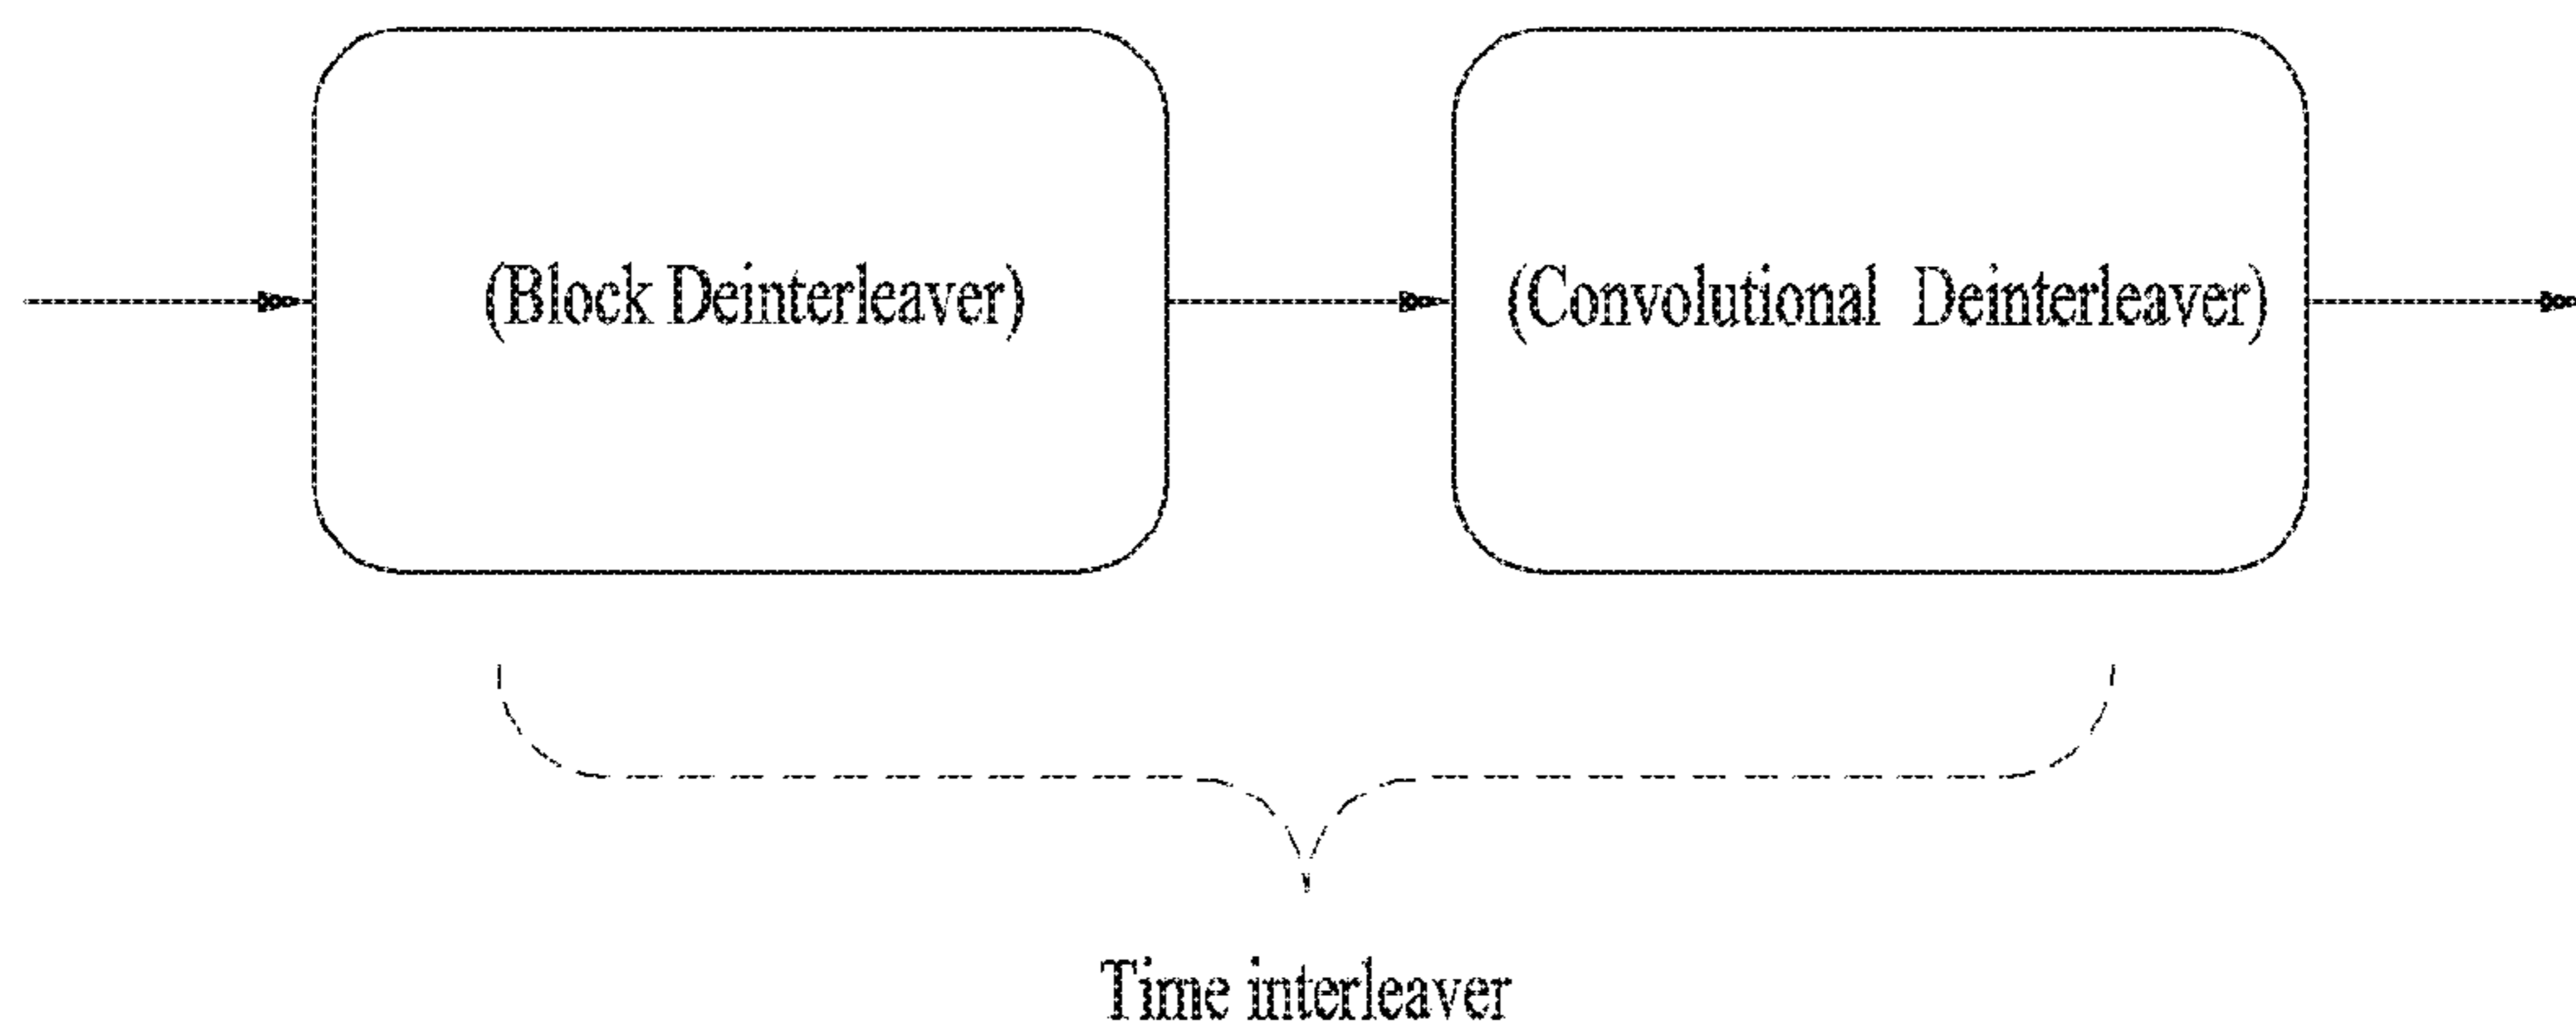 (Block Deinterleaver)
(Convolutional Deinterleaver)
Time interleaver